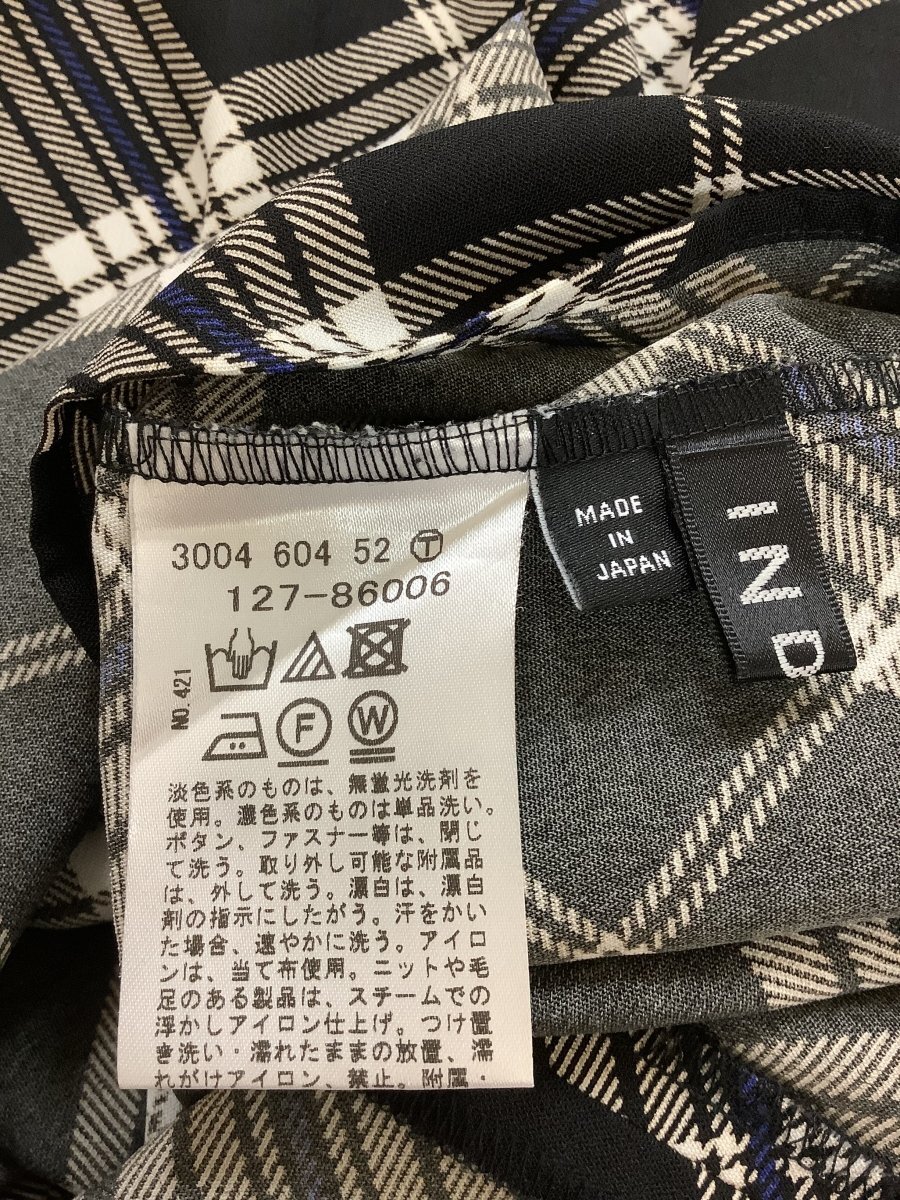 3004 604 52 Ⓣ
127-86006
NO.421
F
W
淡色系のものは、無蛍光洗剤を
使用。濃色系のものは単品洗い。
ボタン、ファスナー等は、閉じ
て洗う。取り外し可能な附属品
は、外して洗う。漂白は、漂白
剤の指示にしたがう。汗をかい
た場合、速やかに洗う。アイロ
ンは、当て布使用。ニットや毛
足のある製品は、スチームでの
浮かしアイロン仕上げ。つけ置
き洗い・濡れたままの放置、濡
れがけアイロン、禁止。附属・
MADE
IN
JAPAN
IND